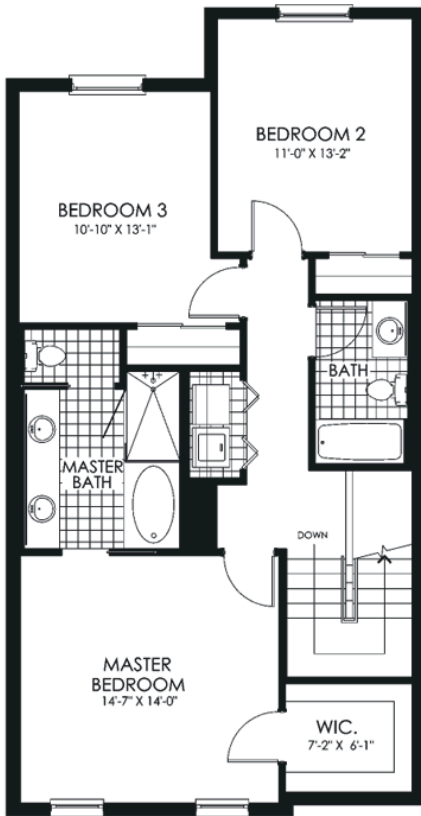 BEDROOM 2
11'-0" X 13'-2"
BEDROOM 3
10'-10" X 13'-1"
BATH
MASTER
BATH
DOWN
MASTER
BEDROOM
14'-7" X 14'-0"
WIC.
7'-2" X 6'-1"